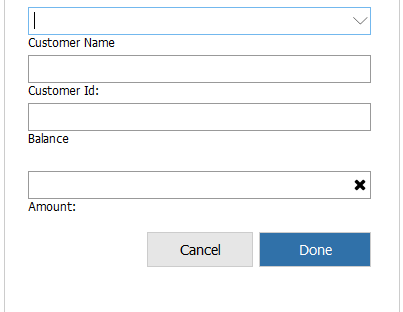 Customer Name
Customer Id:
Balance
Amount:
Cancel Done